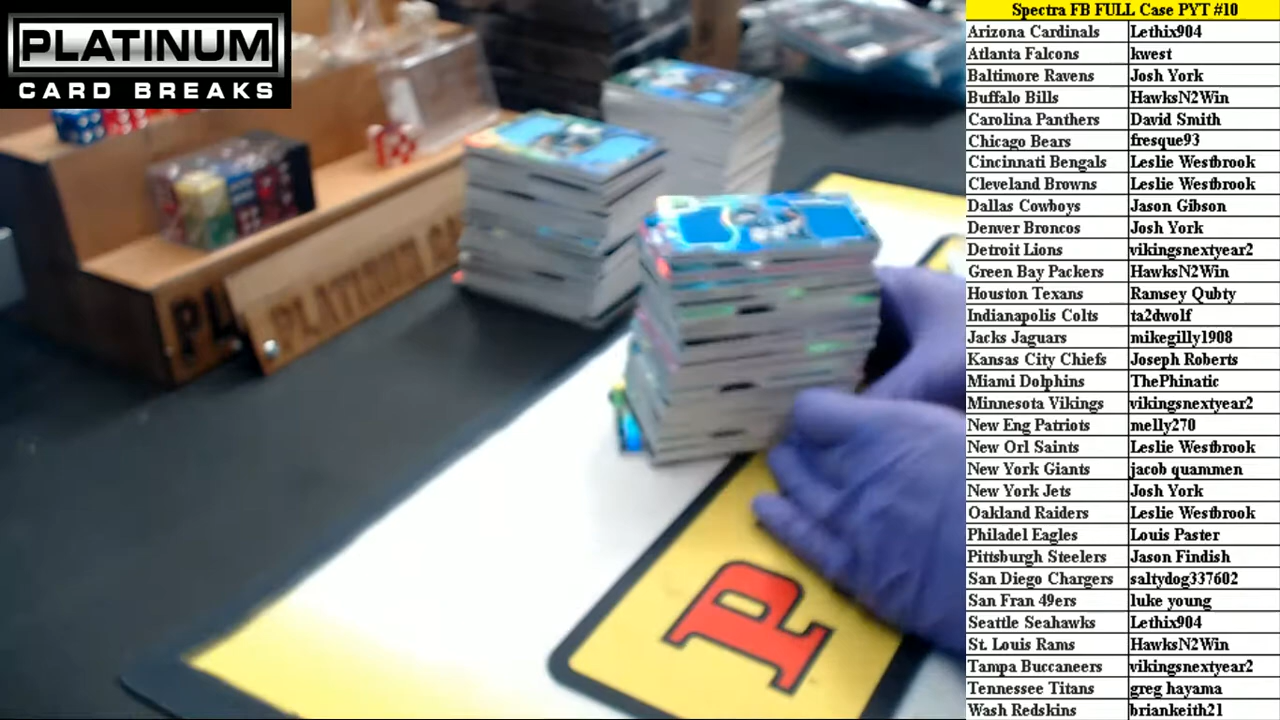 PLATINUM
CARD BREAKS
PLATINUM CA
PL
P
Spectra FB FULL Case PYT #10
Arizona Cardinals Lethix904
Atlanta Falcons kwest
Baltimore Ravens Josh York
Buffalo Bills HawksN2Win
Carolina Panthers David Smith
Chicago Bears fresque93
Cincinnati Bengals Leslie Westbrook
Cleveland Browns Leslie Westbrook
Dallas Cowboys Jason Gibson
Denver Broncos Josh York
Detroit Lions vikingsnextyear2
Green Bay Packers HawksN2Win
Houston Texans Ramsey Qubty
Indianapolis Colts ta2dwolf
Jacks Jaguars mikegilly1908
Kansas City Chiefs Joseph Roberts
Miami Dolphins ThePhinatic
Minnesota Vikings vikingsnextyear2
New Eng Patriots melly270
New Orl Saints Leslie Westbrook
New York Giants jacob quammen
New York Jets Josh York
Oakland Raiders Leslie Westbrook
Philadel Eagles Louis Paster
Pittsburgh Steelers Jason Findish
San Diego Chargers saltydog337602
San Fran 49ers luke young
Seattle Seahawks Lethix904
St. Louis Rams HawksN2Win
Tampa Buccaneers vikingsnextyear2
Tennessee Titans greg hayama
Wash Redskins briankeith21